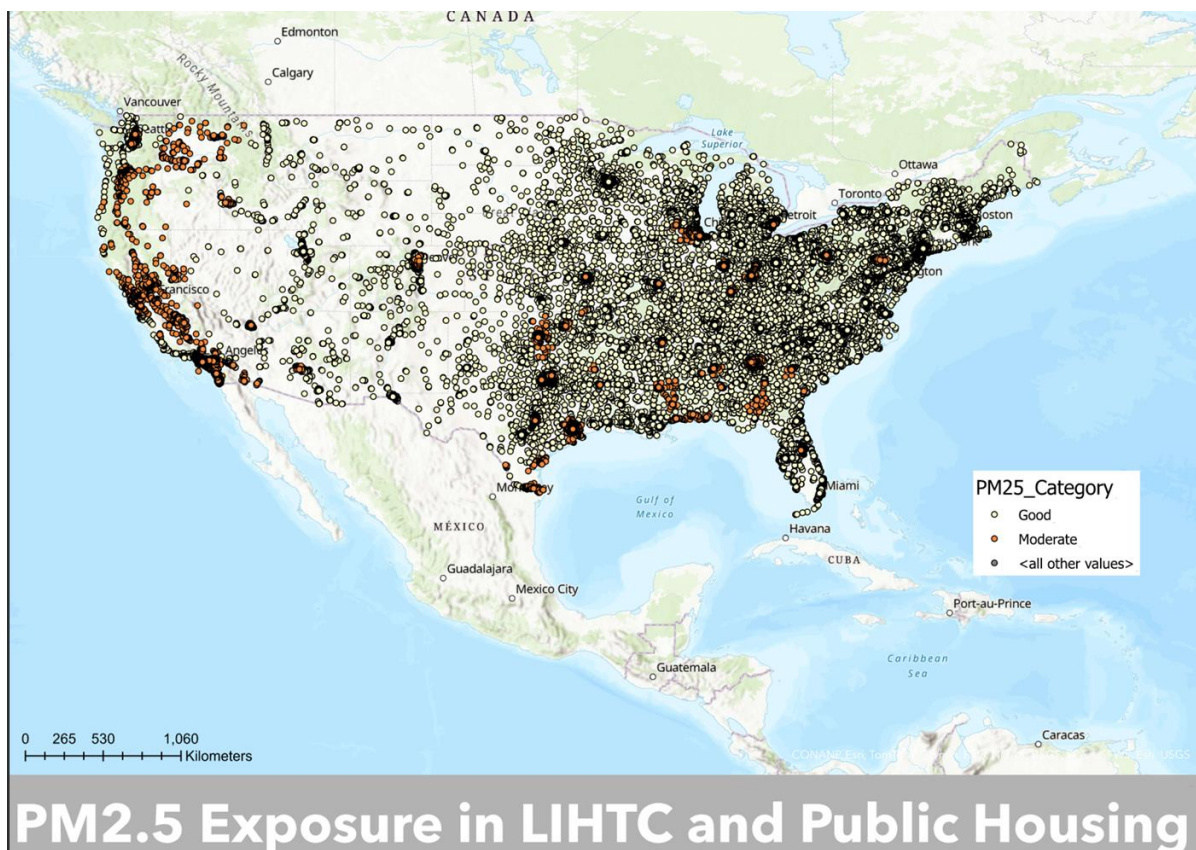 CANADA
Edmonton
Calgary
Rocky Mountains
Vancouver
Lake
Superior
Ottawa
Toronto
Miami
Gulf of
Mexico
Havana
MÉXICO
CUBA
Guadalajara
Mexico City
Port-au-Prince
Guatemala
Caribbean
Sea
Caracas
PM25_Category
Good
Moderate
<all other values>
0 265 530 1,060
Kilometers
PM2.5 Exposure in LIHTC and Public Housing